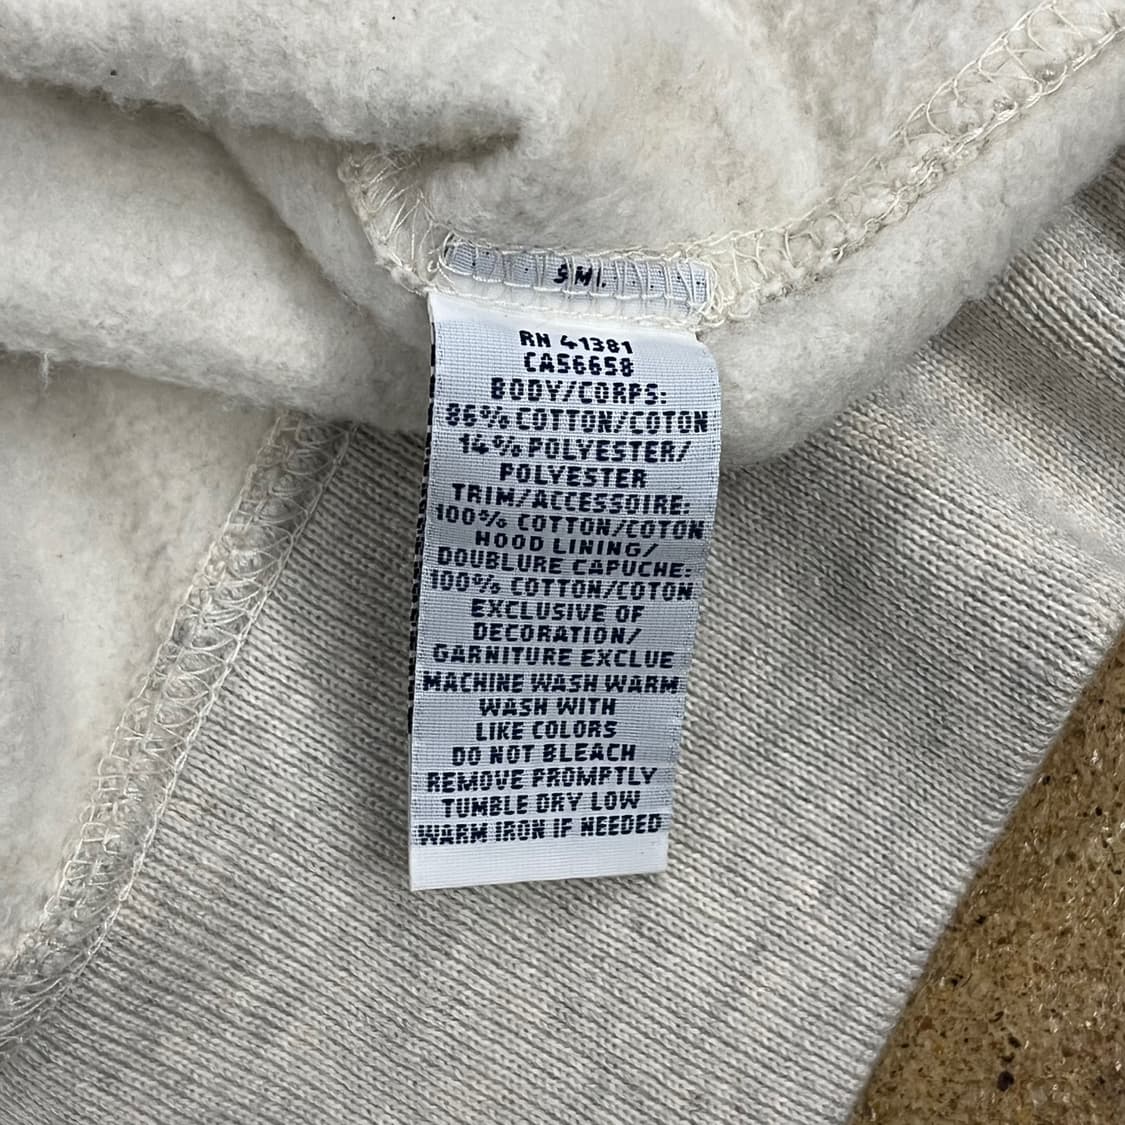 SML
RN 41381
CA56658
BODY/CORPS:
86% COTTON/COTON
14% POLYESTER/
POLYESTER
TRIM/ACCESSOIRE:
100% COTTON/COTON
HOOD LINING/
DOUBLURE CAPUCHE:
100% COTTON/COTON
EXCLUSIVE OF
DECORATION/
GARNITURE EXCLUE
MACHINE WASH WARM
WASH WITH
LIKE COLORS
DO NOT BLEACH
REMOVE PROMPTLY
TUMBLE DRY LOW
WARM IRON IF NEEDED